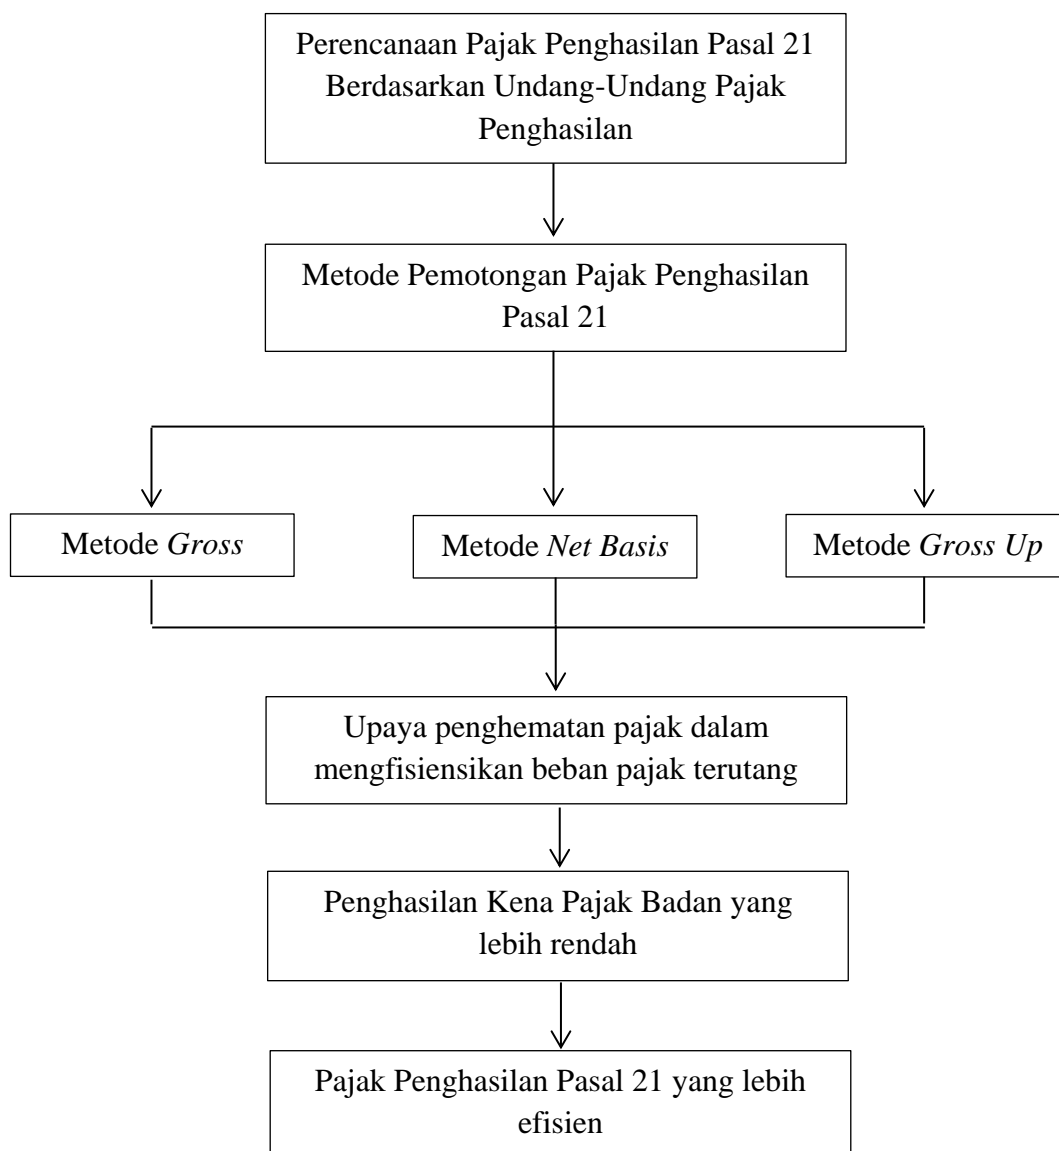 Perencanaan Pajak Penghasilan Pasal 21
Berdasarkan Undang-Undang Pajak
Penghasilan
Metode Pemotongan Pajak Penghasilan
Pasal 21
Metode Gross
Metode Net Basis
Metode Gross Up
Upaya penghematan pajak dalam
mengfisiensikan beban pajak terutang
Penghasilan Kena Pajak Badan yang
lebih rendah
Pajak Penghasilan Pasal 21 yang lebih
efisien